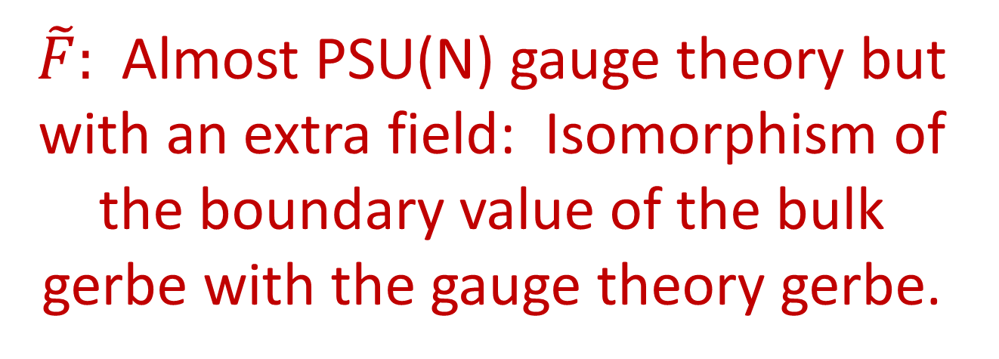 F̃: Almost PSU(N) gauge theory but
with an extra field: Isomorphism of
the boundary value of the bulk
gerbe with the gauge theory gerbe.